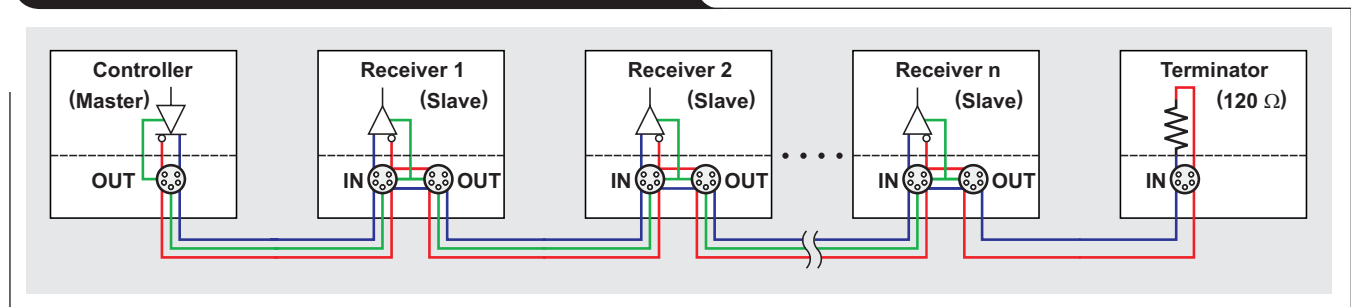 Controller
(Master)
OUT
Receiver 1
(Slave)
IN
OUT
Receiver 2
(Slave)
IN
OUT
Receiver n
(Slave)
IN
OUT
Terminator
(120 Ω)
IN